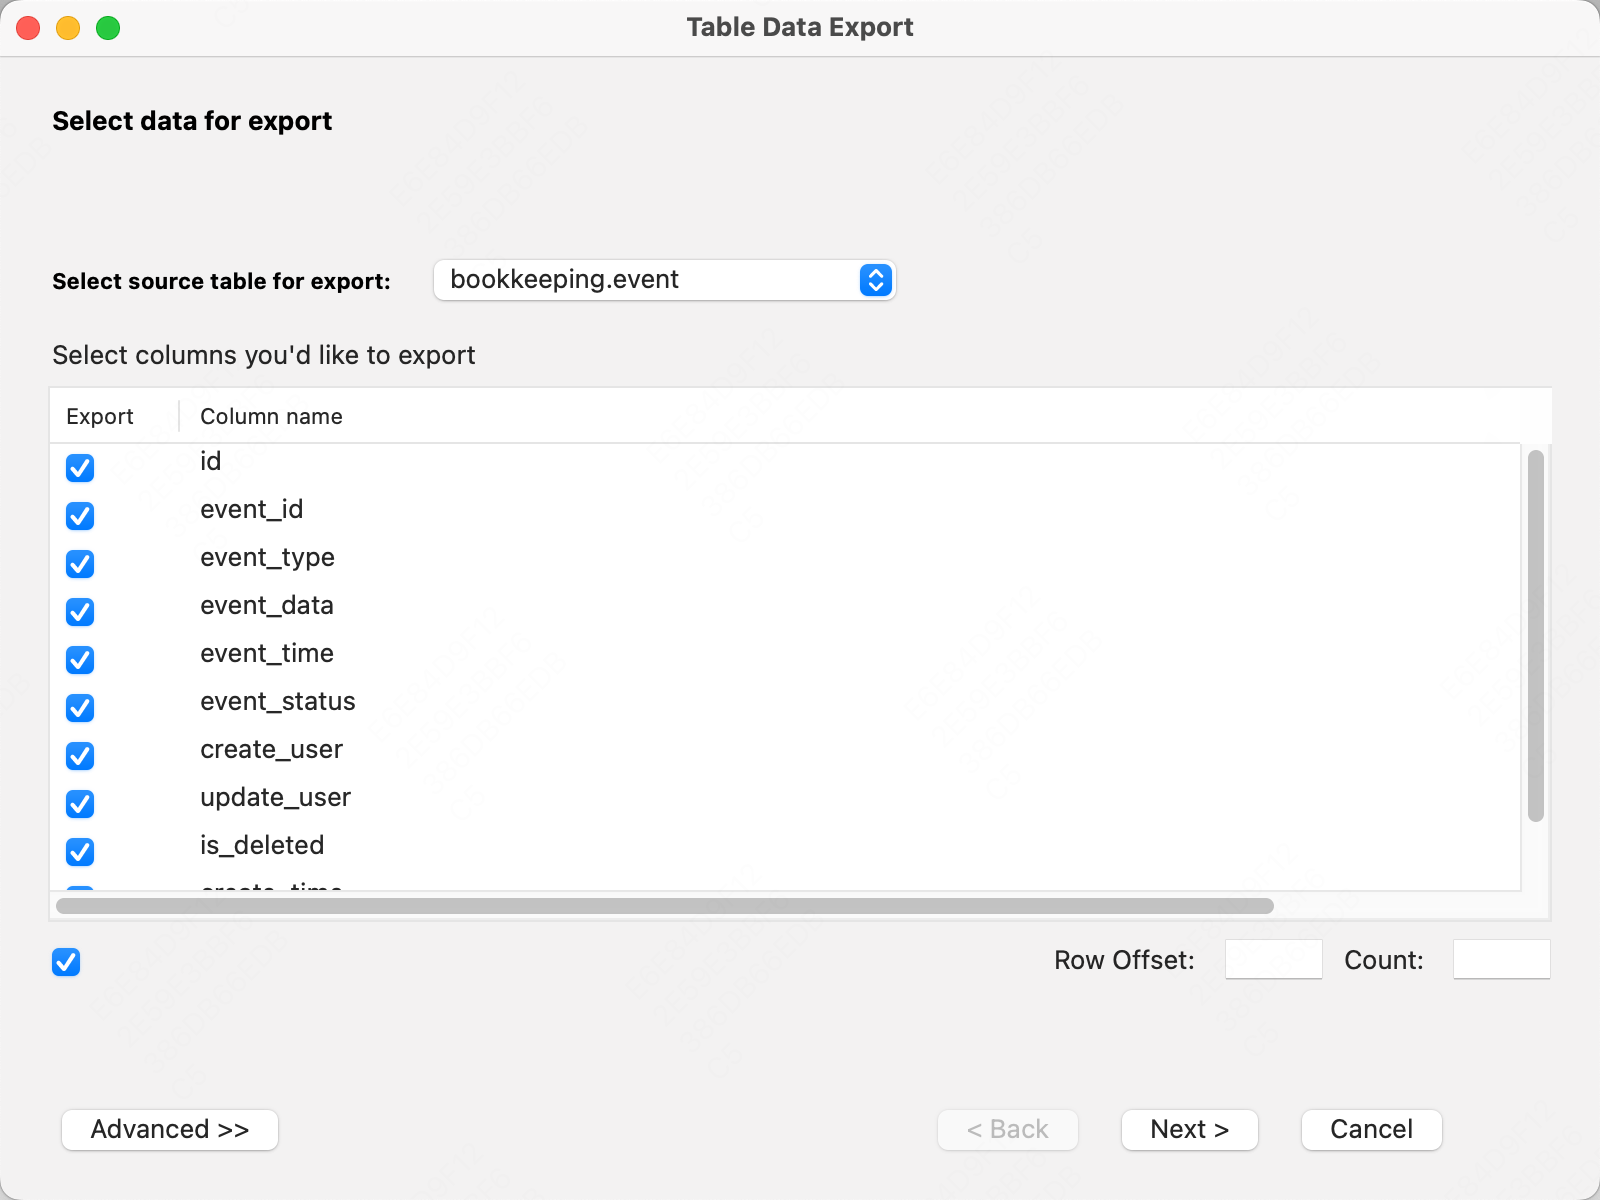 Table Data Export
Select data for export
Select source table for export: bookkeeping.event
Select columns you'd like to export
Export Column name
id
event_id
event_type
event_data
event_time
event_status
create_user
update_user
is_deleted
create_time
Row Offset: Count:
Advanced >> < Back Next > Cancel